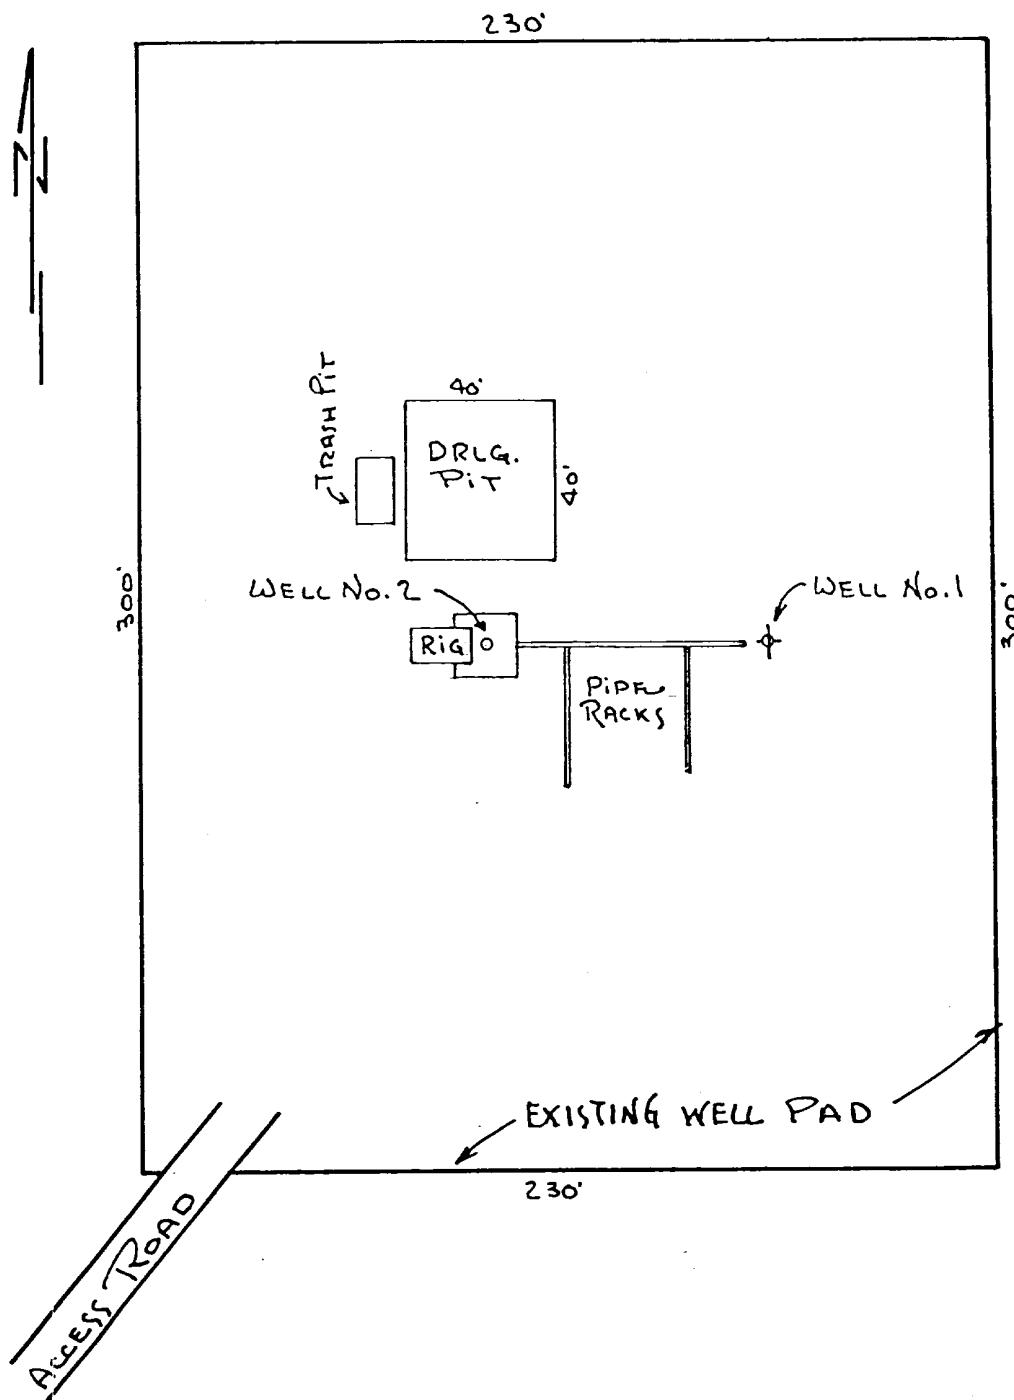 230'
N
TRASH PIT
40'
DRLG.
PIT
40'
300'
WELL No. 2
WELL No. 1
300'
RIG
PIPE
RACKS
EXISTING WELL PAD
230'
ACCESS ROAD